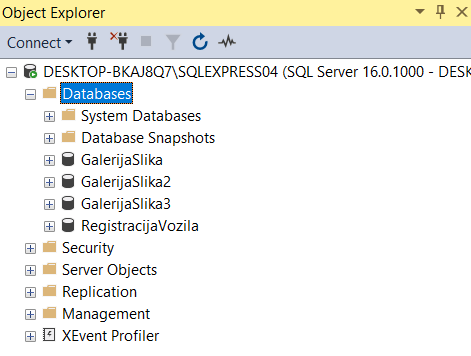 Object Explorer
Connect
DESKTOP-BKAJ8Q7\SQLEXPRESS04 (SQL Server 16.0.1000 - DESK
Databases
System Databases
Database Snapshots
GalerijaSlika
GalerijaSlika2
GalerijaSlika3
RegistracijaVozila
Security
Server Objects
Replication
Management
XEvent Profiler